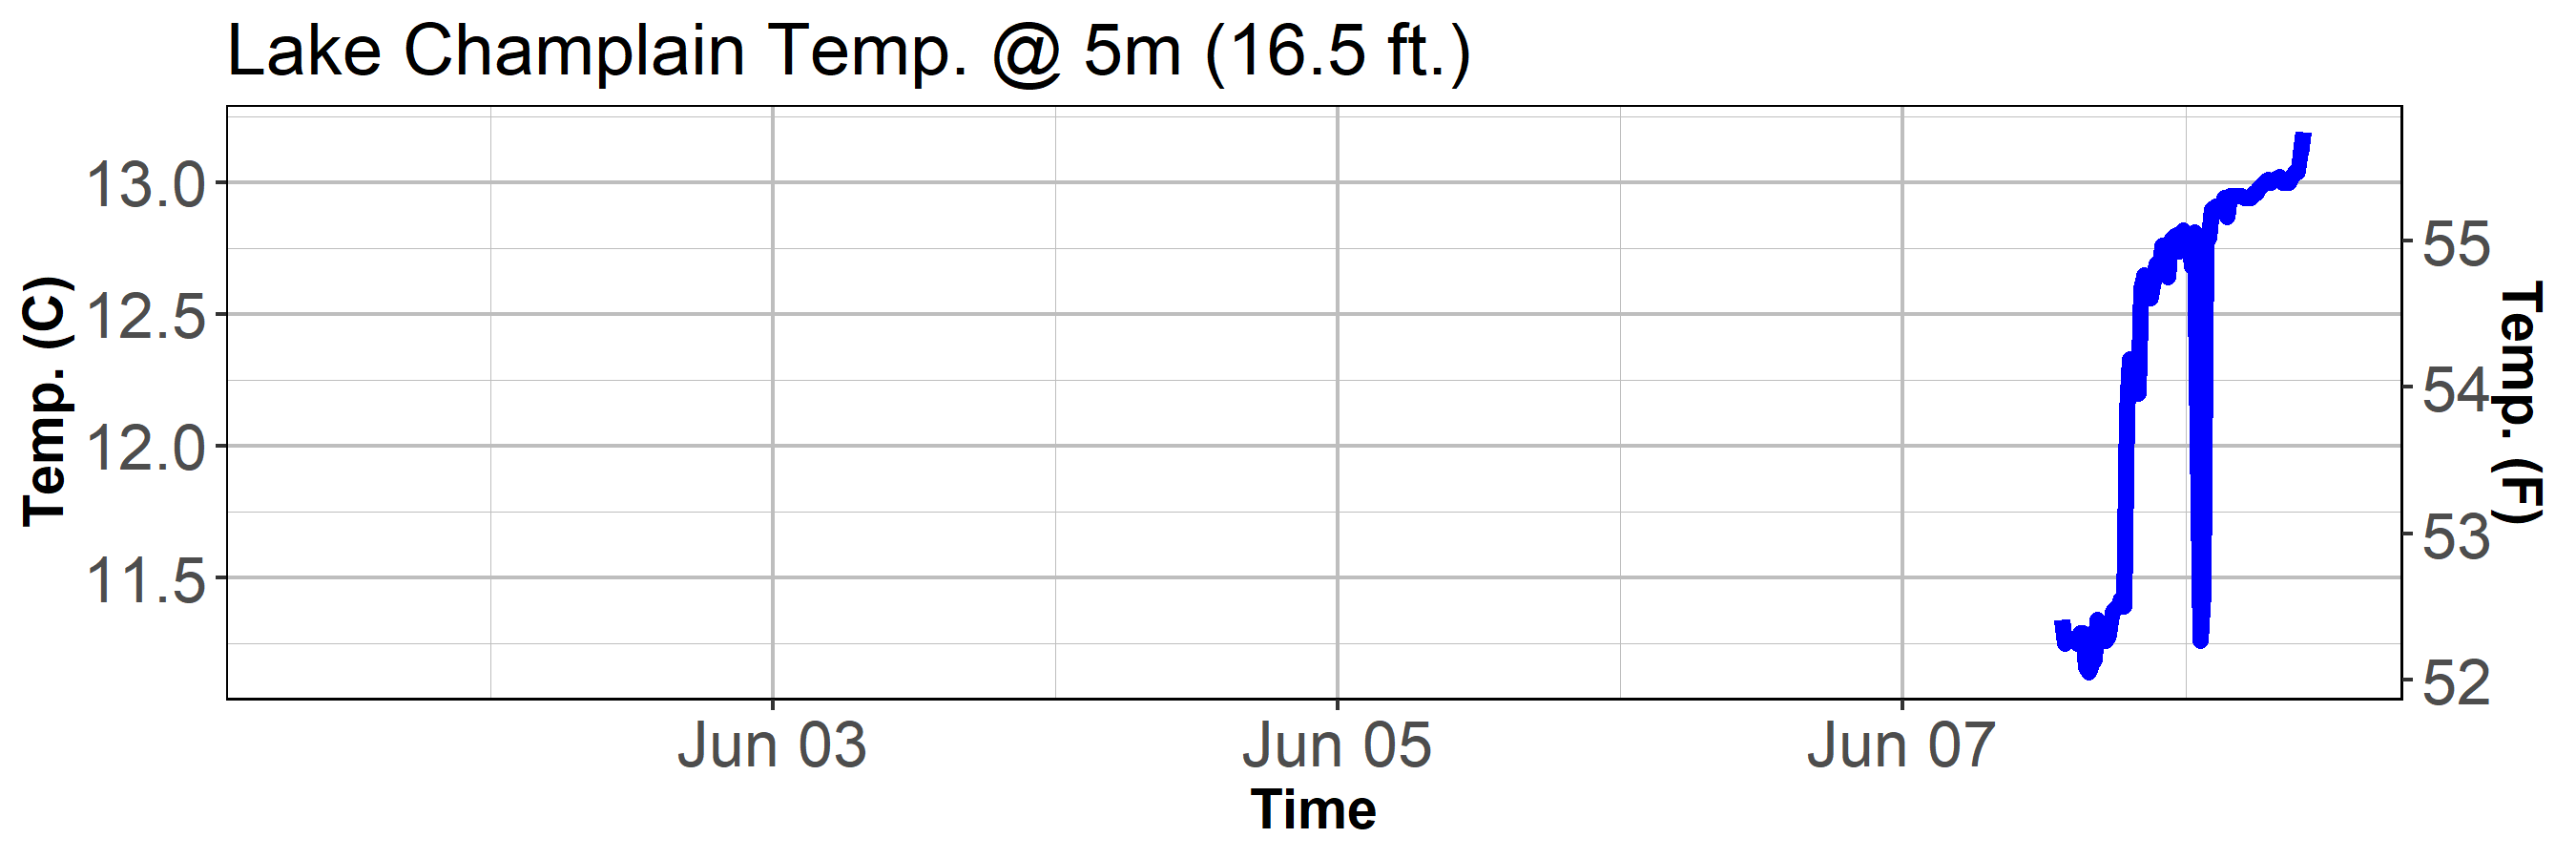 Lake Champlain Temp. @ 5m (16.5 ft.)
Temp. (C)
13.0
12.5
12.0
11.5
55
54
53
52
Temp. (F)
Jun 03
Jun 05
Jun 07
Time